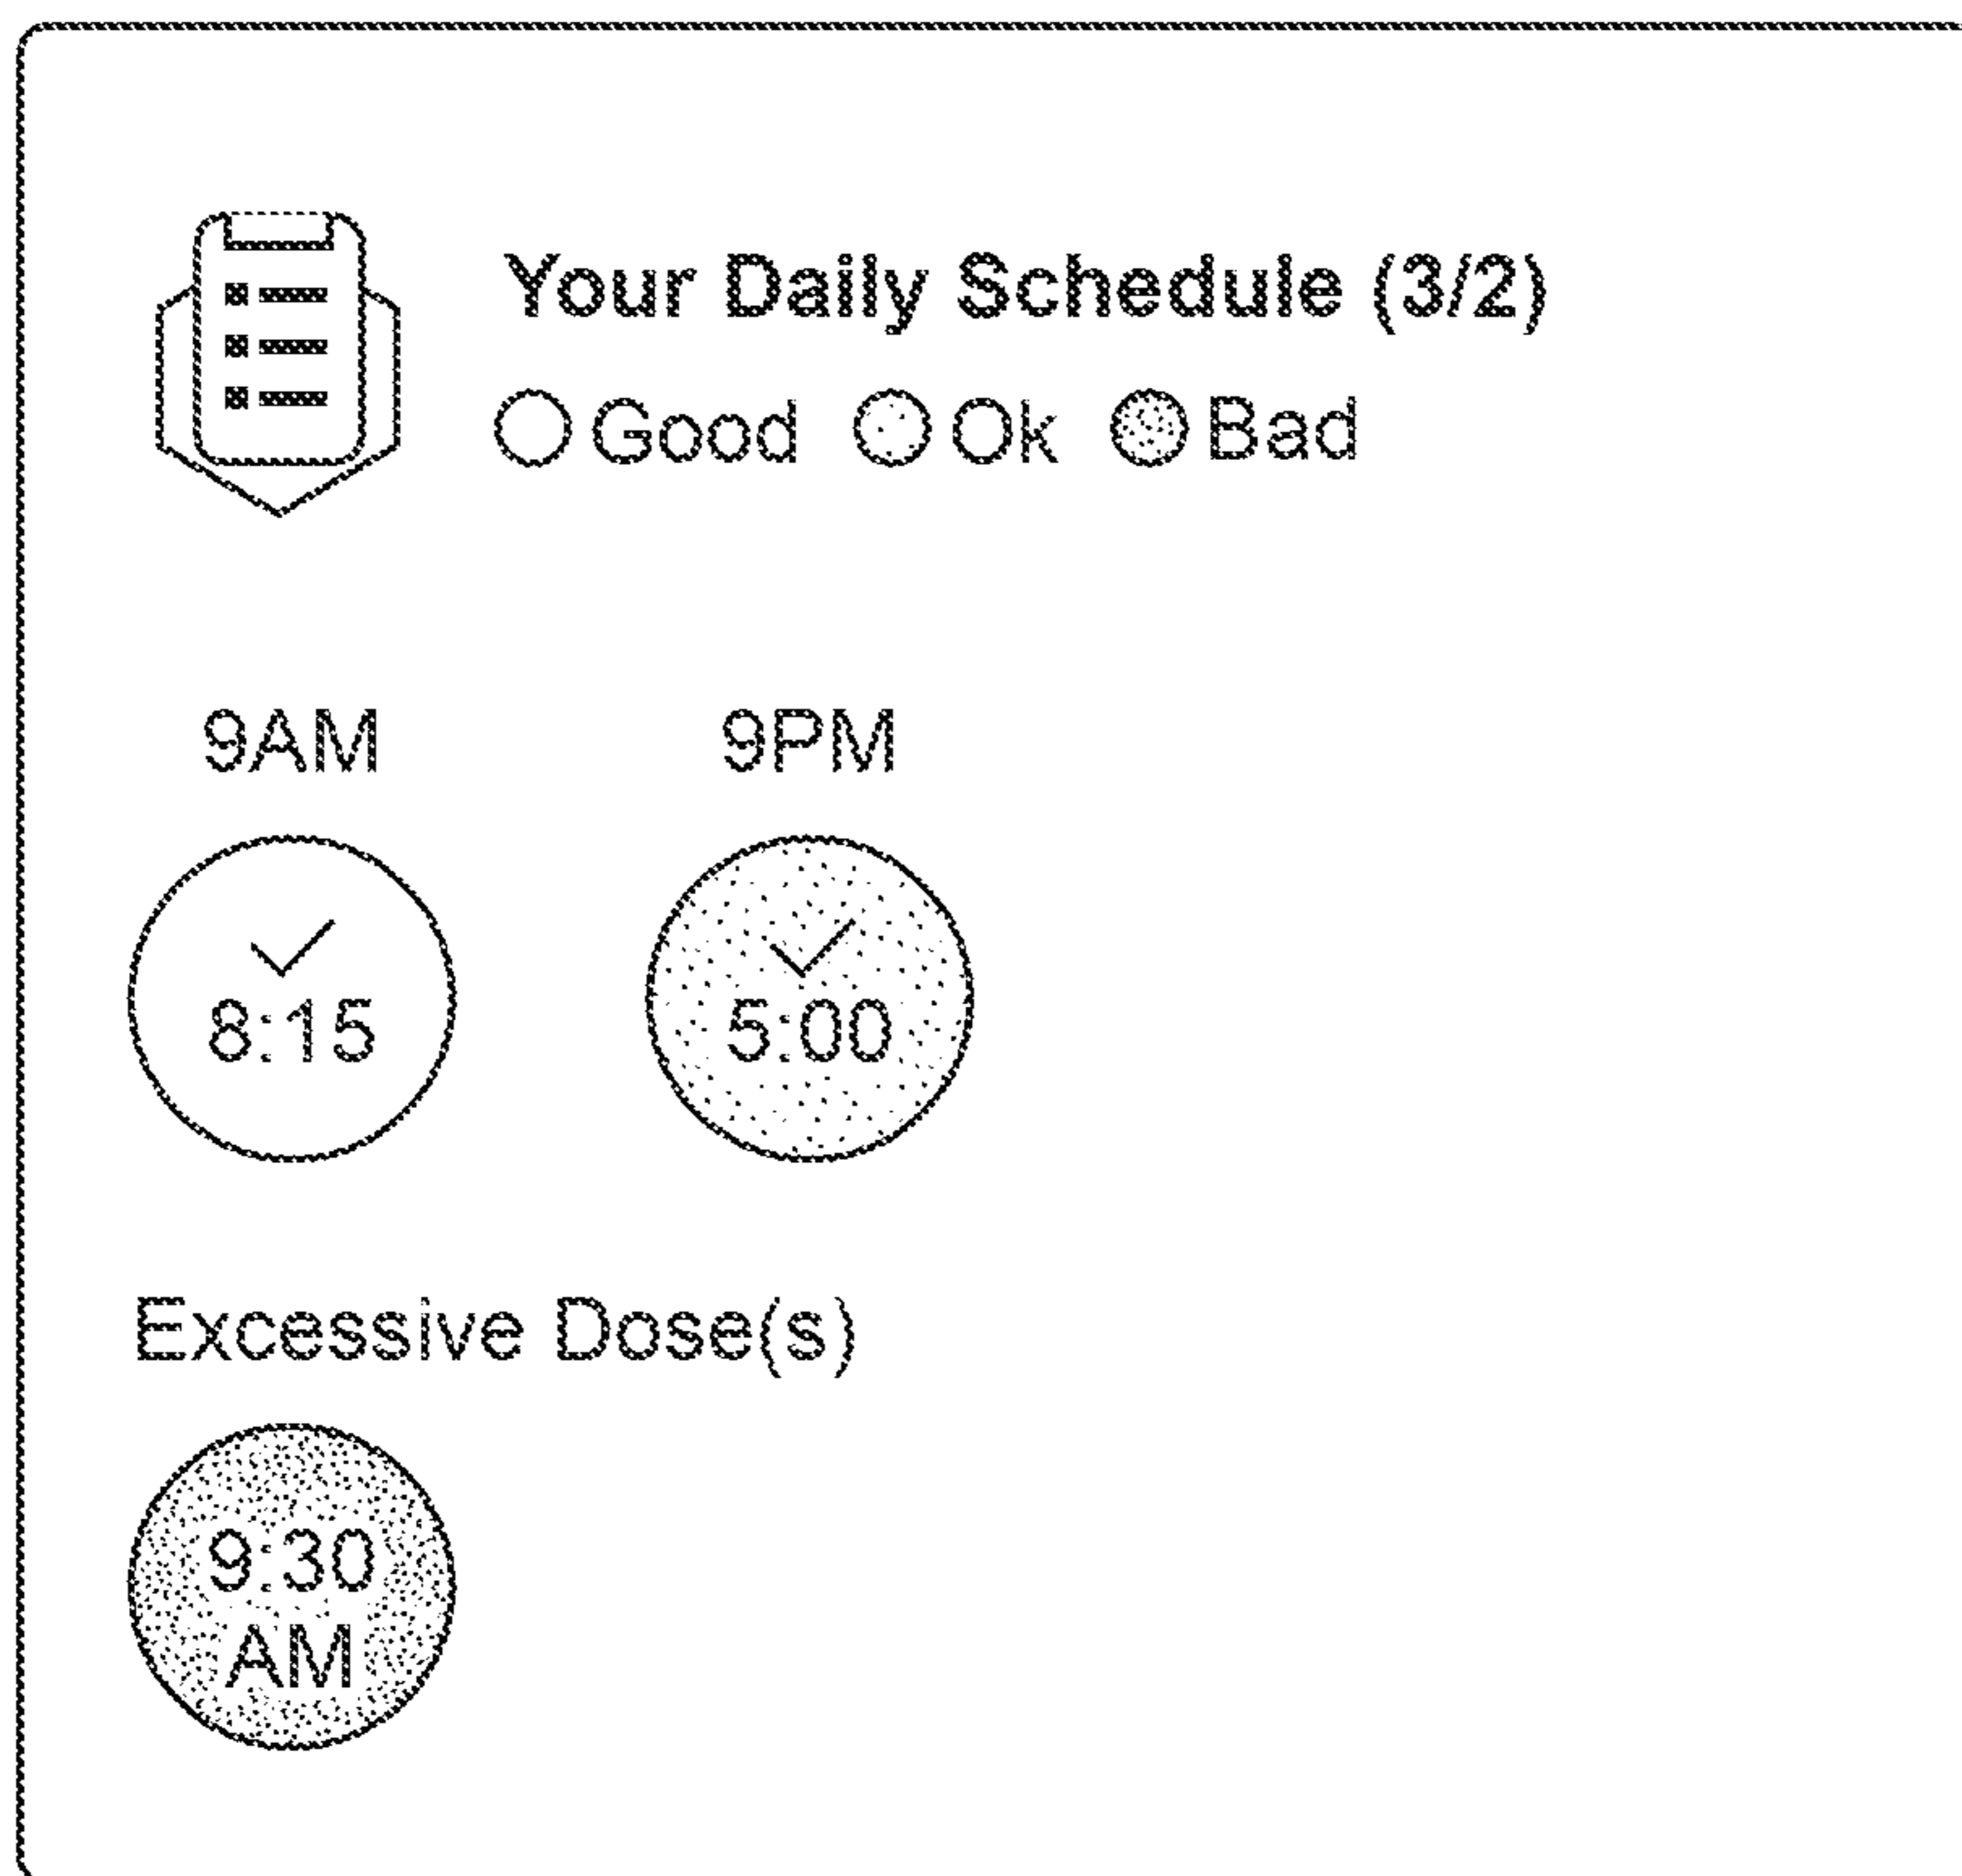 Your Daily Schedule (3/2)
Good Ok Bad
9AM 9PM
8:15 5:00
Excessive Dose(s)
9:30
AM